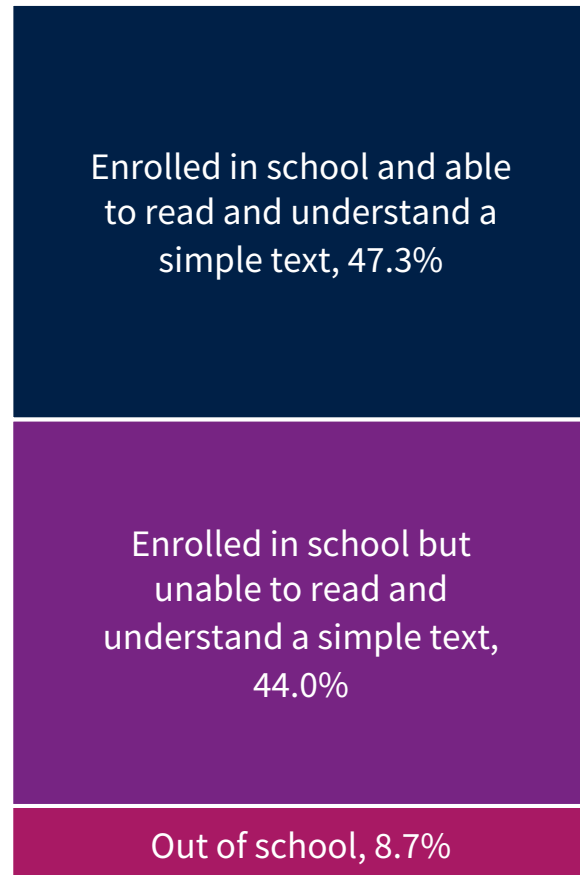 Enrolled in school and able
to read and understand a
simple text, 47.3%
Enrolled in school but
unable to read and
understand a simple text,
44.0%
Out of school, 8.7%